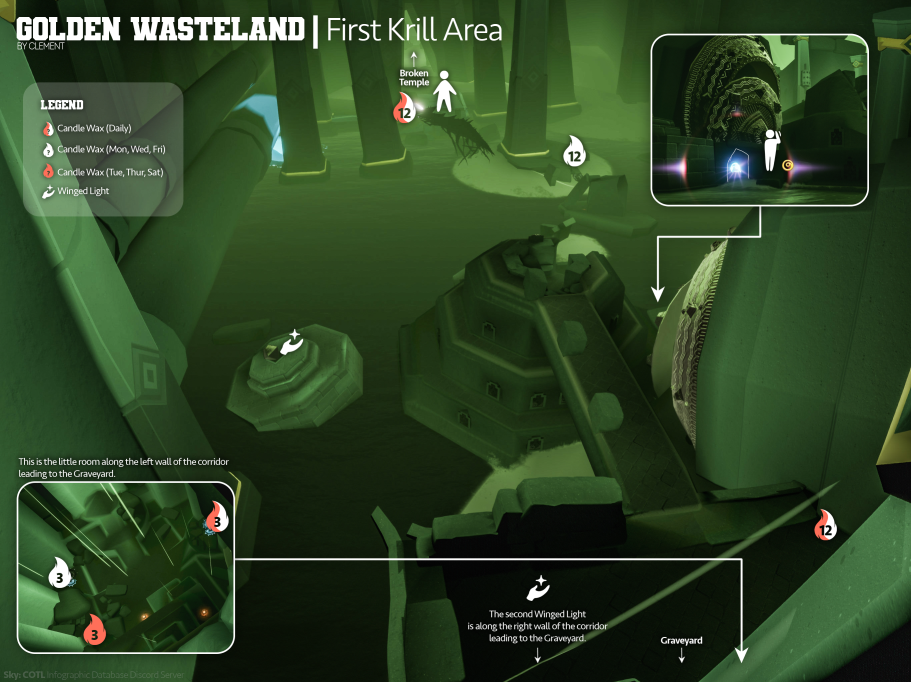 GOLDEN WASTELAND | First Krill Area
BY CLEMENT
Broken
Temple
12
12
LEGEND
Candle Wax (Daily)
Candle Wax (Mon, Wed, Fri)
Candle Wax (Tue, Thur, Sat)
Winged Light
This is the little room along the left wall of the corridor
leading to the Graveyard.
3
3
3
12
The second Winged Light
is along the right wall of the corridor
leading to the Graveyard.
Graveyard
Sky: COTL Infographic Database Discord Server